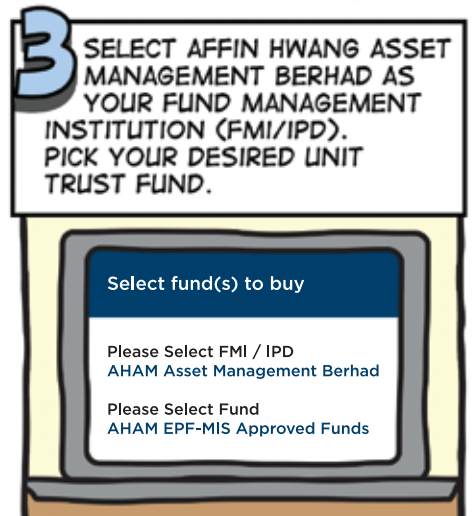 3
SELECT AFFIN HWANG ASSET
MANAGEMENT BERHAD AS
YOUR FUND MANAGEMENT
INSTITUTION (FMI/IPD).
PICK YOUR DESIRED UNIT
TRUST FUND.
Select fund(s) to buy
Please Select FMI / IPD
AHAM Asset Management Berhad
Please Select Fund
AHAM EPF-MIS Approved Funds